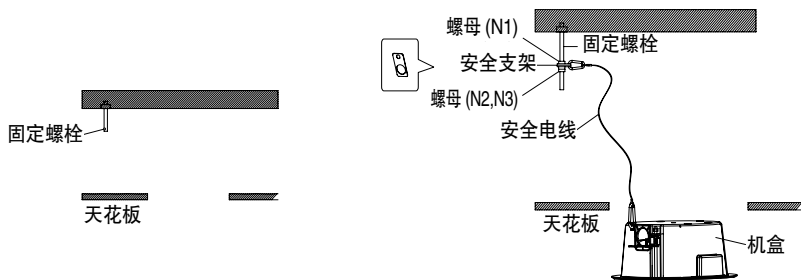 固定螺栓
天花板
螺母 (N1)
固定螺栓
安全支架
螺母 (N2,N3)
安全电线
天花板
机盒